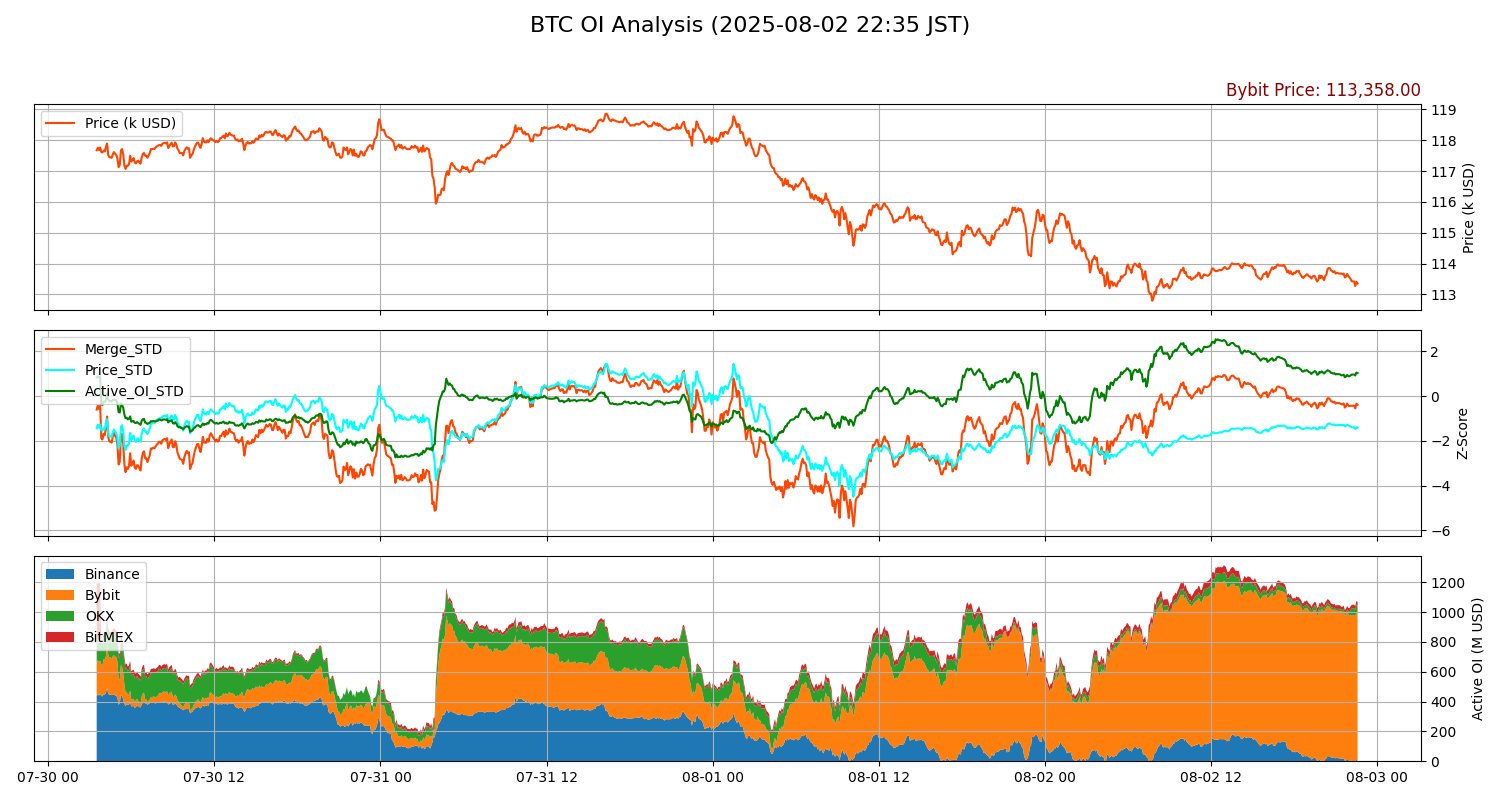 BTC OI Analysis (2025-08-02 22:35 JST)
Bybit Price: 113,358.00
Price (k USD)
119
118
117
116
115
114
113
Price (k USD)
Merge_STD
Price_STD
Active_OI_STD
2
0
−2
−4
−6
Z-Score
Binance
Bybit
OKX
BitMEX
1200
1000
800
600
400
200
0
Active OI (M USD)
07-30 00
07-30 12
07-31 00
07-31 12
08-01 00
08-01 12
08-02 00
08-02 12
08-03 00